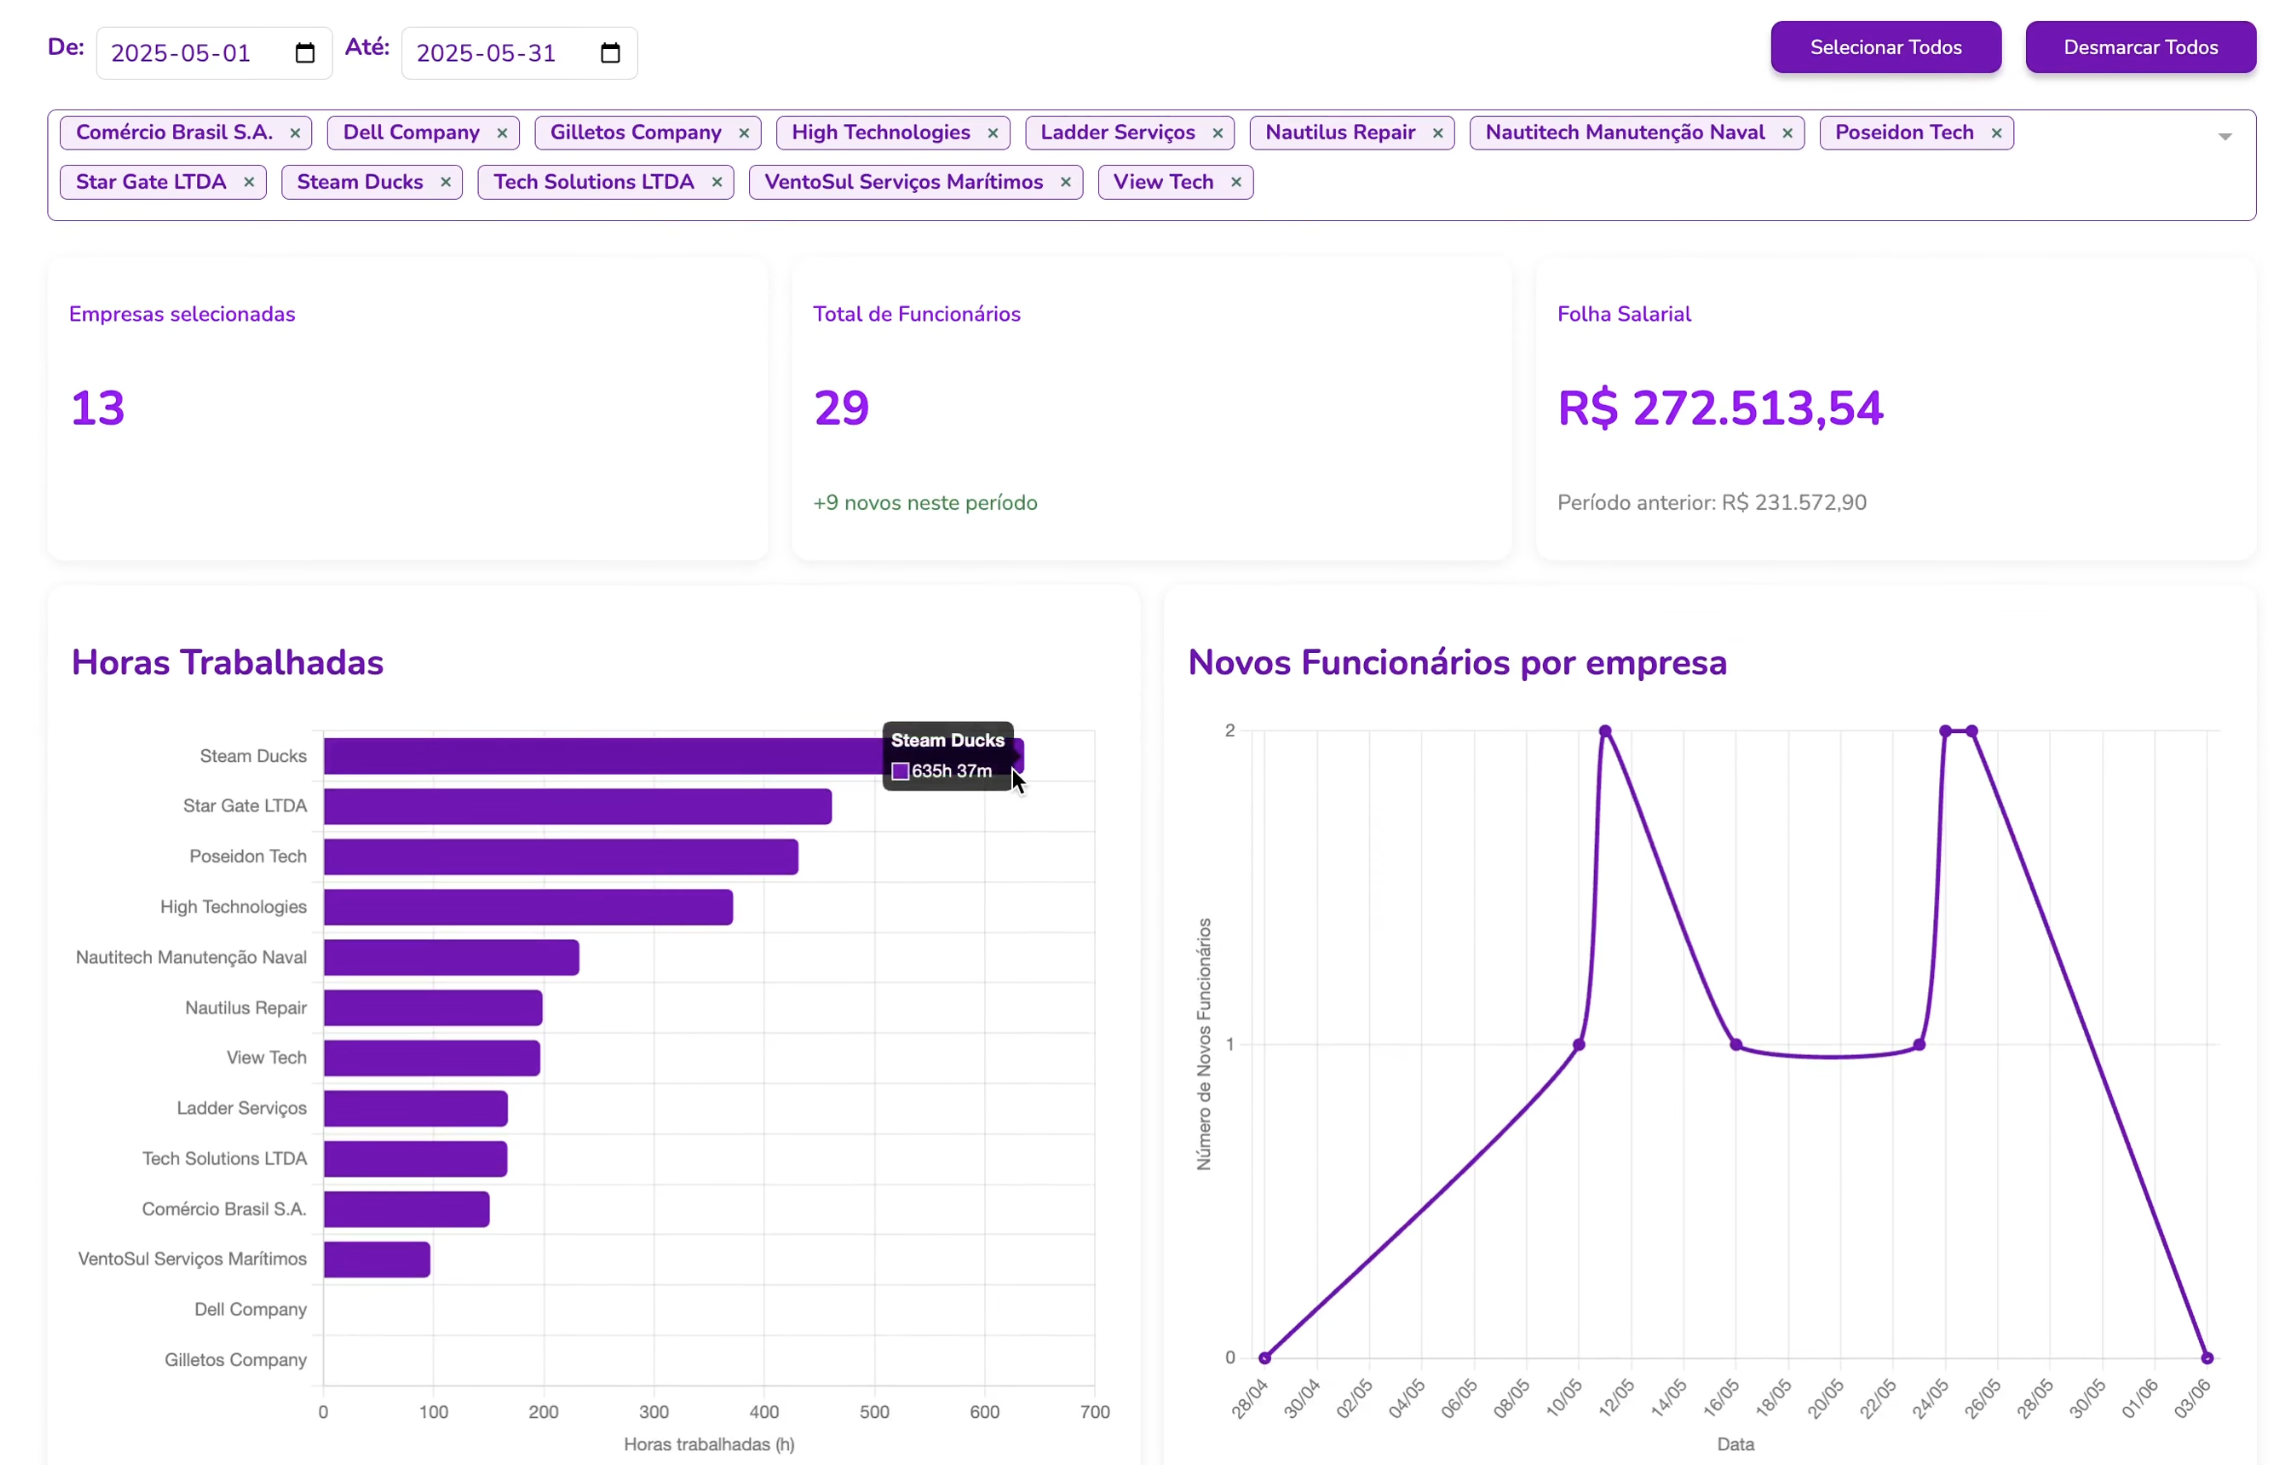 De: 2025-05-01 Até: 2025-05-31 Selecionar Todos Desmarcar Todos
Comércio Brasil S.A. × Dell Company × Gilletos Company × High Technologies × Ladder Serviços × Nautilus Repair × Nautitech Manutenção Naval × Poseidon Tech ×
Star Gate LTDA × Steam Ducks × Tech Solutions LTDA × VentoSul Serviços Marítimos × View Tech ×
Empresas selecionadas
13
Total de Funcionários
29
+9 novos neste período
Folha Salarial
R$ 272.513,54
Período anterior: R$ 231.572,90
Horas Trabalhadas
Steam Ducks
Star Gate LTDA
Poseidon Tech
High Technologies
Nautitech Manutenção Naval
Nautilus Repair
View Tech
Ladder Serviços
Tech Solutions LTDA
Comércio Brasil S.A.
VentoSul Serviços Marítimos
Dell Company
Gilletos Company
Steam Ducks
635h 37m
0 100 200 300 400 500 600 700
Horas trabalhadas (h)
Novos Funcionários por empresa
Número de Novos Funcionários
2
1
0
28/04 30/04 02/05 04/05 06/05 08/05 10/05 12/05 14/05 16/05 18/05 20/05 22/05 24/05 26/05 28/05 30/05 01/06 03/06
Data